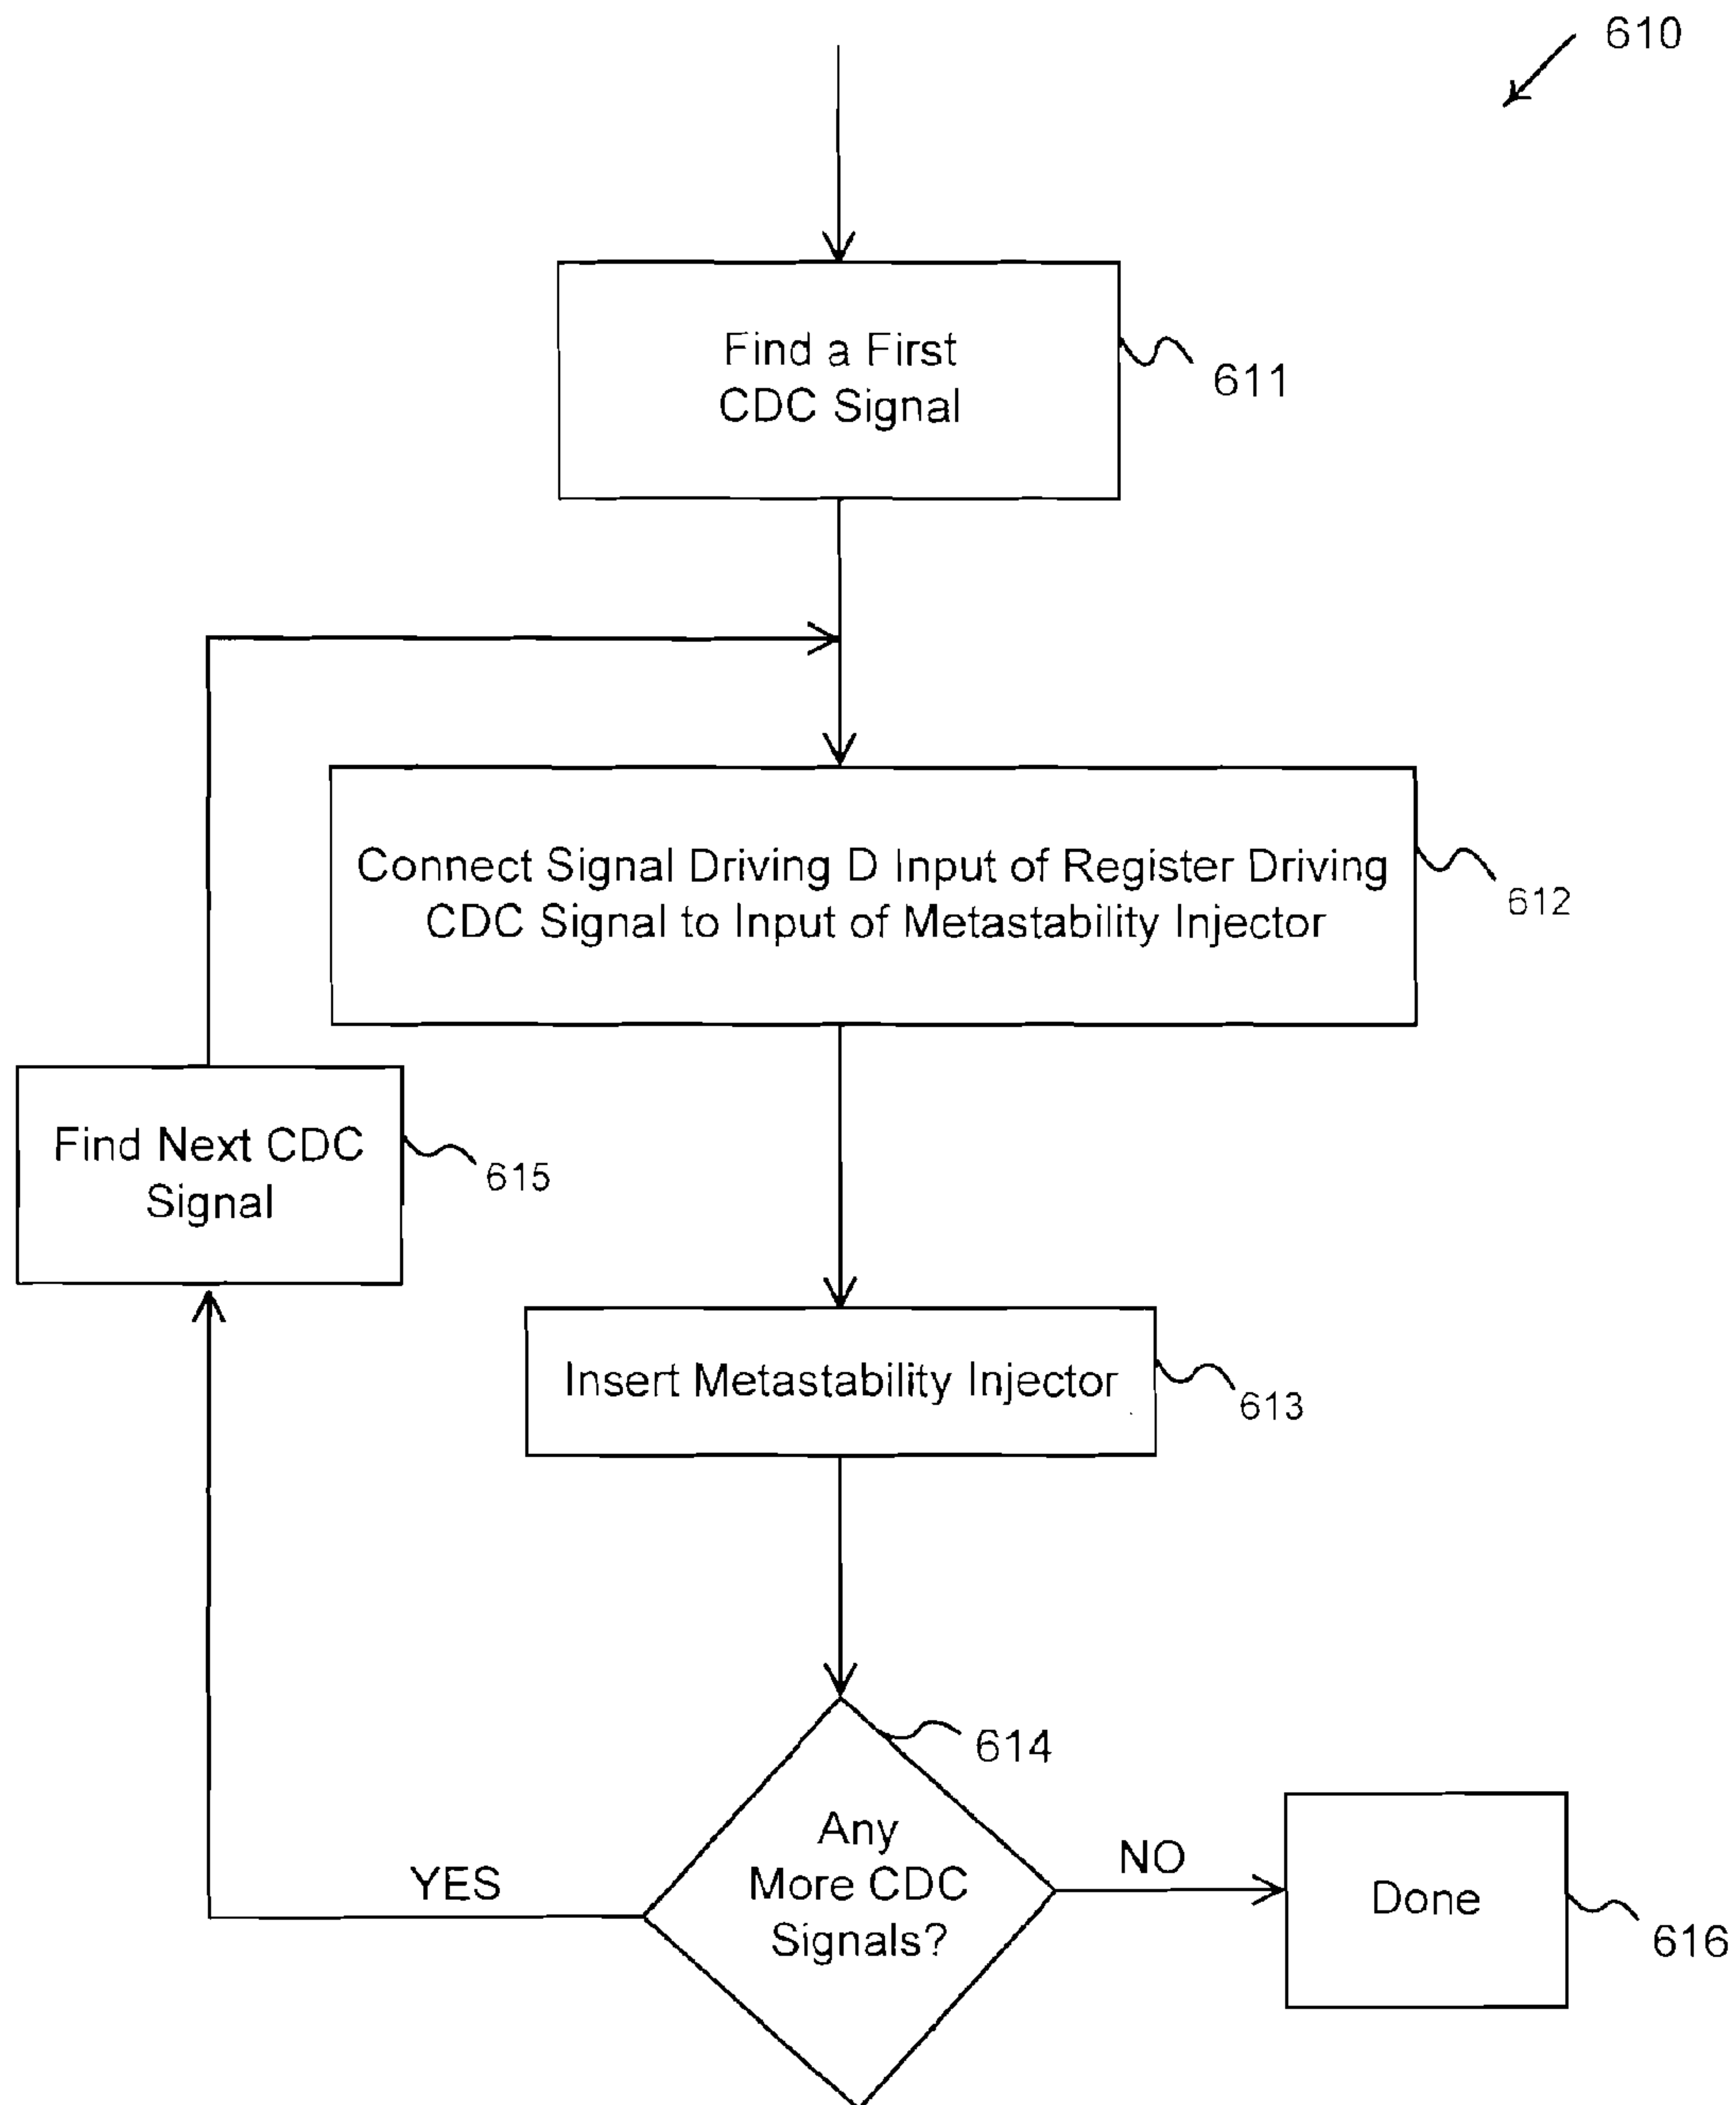 610
Find a First
CDC Signal
611
Connect Signal Driving D Input of Register Driving
CDC Signal to Input of Metastability Injector
612
Find Next CDC
Signal
615
Insert Metastability Injector
613
614
Any
More CDC
Signals?
YES
NO
Done
616